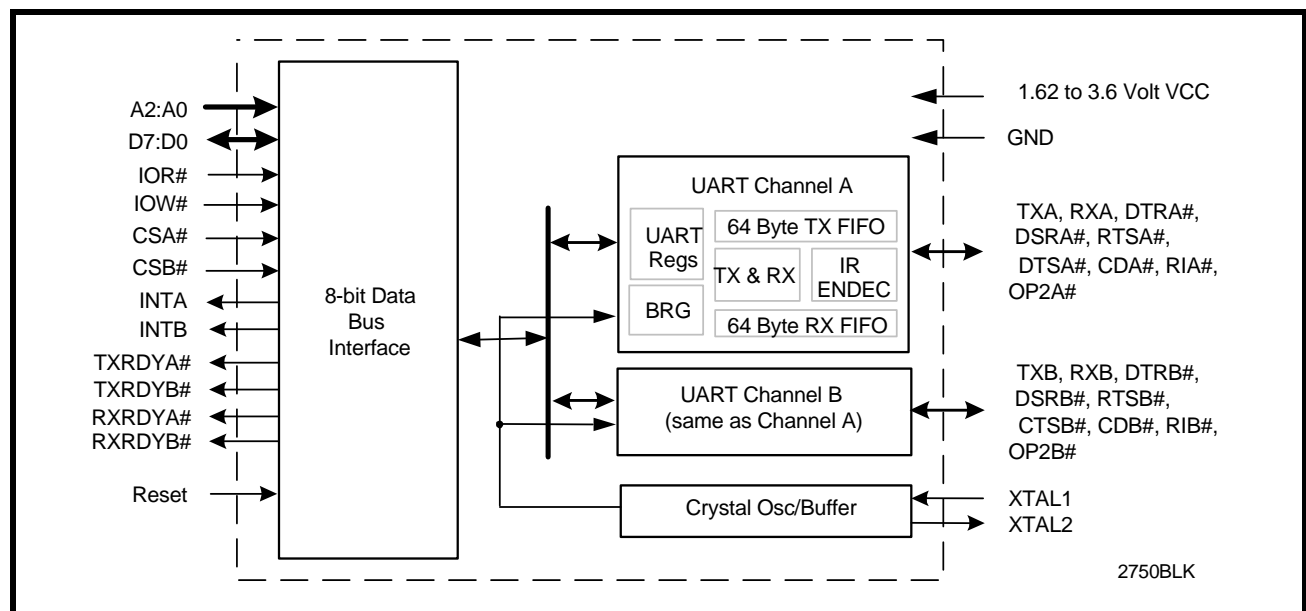 A2:A0
D7:D0
IOR#
IOW#
CSA#
CSB#
INTA
INTB
TXRDYA#
TXRDYB#
RXRDYA#
RXRDYB#
Reset
8-bit Data
Bus
Interface
UART Channel A
UART
Regs
BRG
64 Byte TX FIFO
TX & RX
IR
ENDEC
64 Byte RX FIFO
UART Channel B
(same as Channel A)
Crystal Osc/Buffer
1.62 to 3.6 Volt VCC
GND
TXA, RXA, DTRA#,
DSRA#, RTSA#,
DTSA#, CDA#, RIA#,
OP2A#
TXB, RXB, DTRB#,
DSRB#, RTSB#,
CTSB#, CDB#, RIB#,
OP2B#
XTAL1
XTAL2
2750BLK